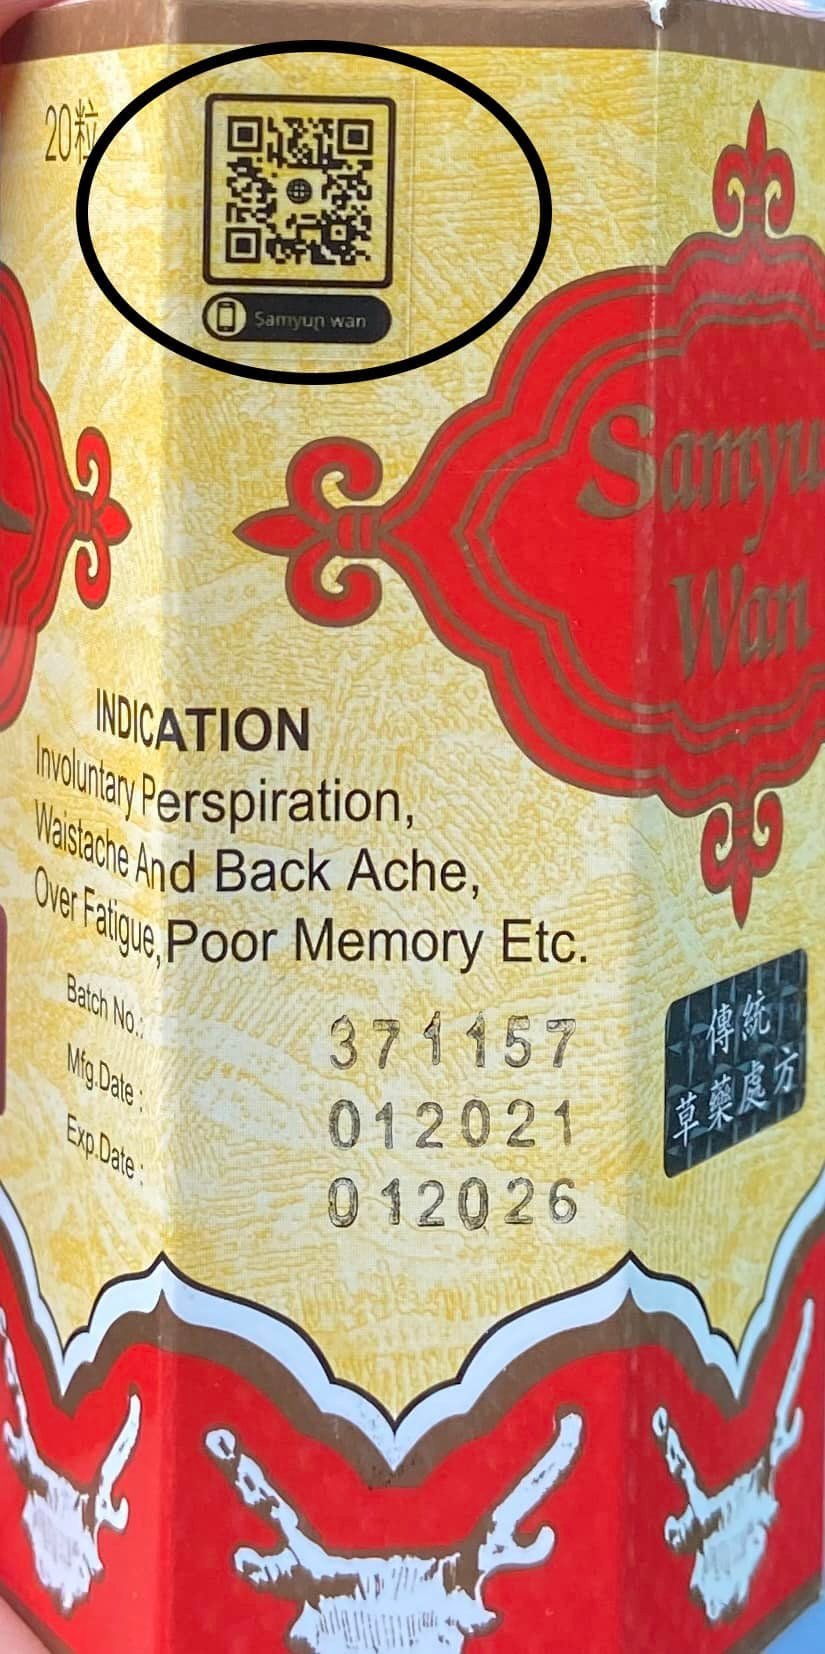 20粒
Samyun wan
Samyu
Wan
INDICATION
Involuntary Perspiration,
Waistache And Back Ache,
Over Fatigue,Poor Memory Etc.
Batch No.: 371157
Mfg.Date : 012021
Exp.Date : 012026
傳統
草藥處方